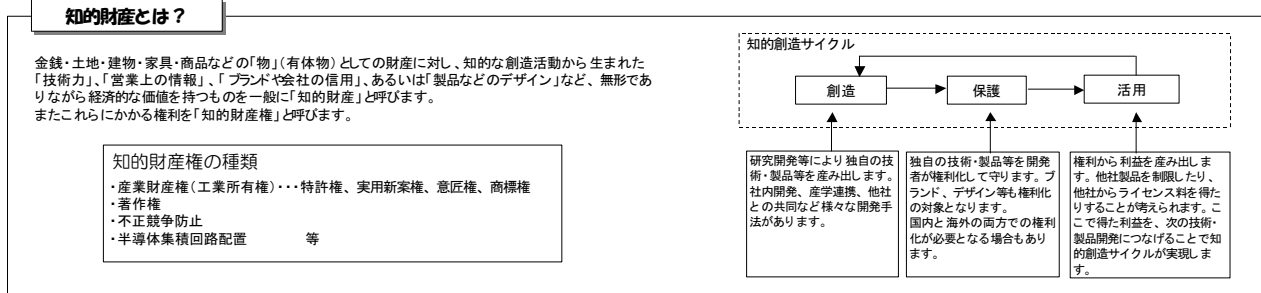 知的財産とは？
金銭・土地・建物・家具・商品などの「物」(有体物)としての財産に対し、知的な創造活動から生まれた
「技術力」、「営業上の情報」、「ブランドや会社の信用」、あるいは「製品などのデザイン」など、無形であ
りながら経済的な価値を持つものを一般に「知的財産」と呼びます。
またこれらにかかる権利を「知的財産権」と呼びます。
知的財産権の種類
・産業財産権(工業所有権)・・・特許権、実用新案権、意匠権、商標権
・著作権
・不正競争防止
・半導体集積回路配置　等
知的創造サイクル
創造
保護
活用
研究開発等により独自の技
術・製品等を産み出します。
社内開発、産学連携、他社
との共同など様々な開発手
法があります。
独自の技術・製品等を開発
者が権利化して守ります。ブ
ランド、デザイン等も権利化
の対象となります。
国内と海外の両方での権利
化が必要となる場合もあり
ます。
権利から利益を産み出しま
す。他社製品を制限したり、
他社からライセンス料を得た
りすることが考えられます。こ
こで得た利益を、次の技術・
製品開発につなげることで知
的創造サイクルが実現しま
す。